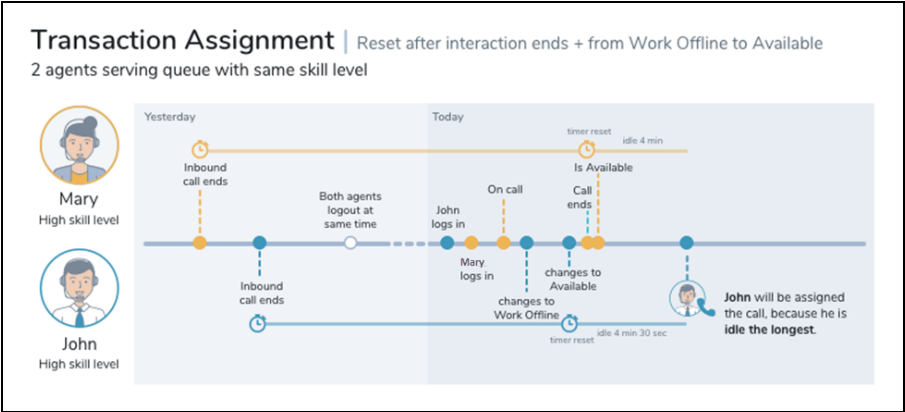 Transaction Assignment | Reset after interaction ends + from Work Offline to Available
2 agents serving queue with same skill level
Yesterday
Today
timer reset
idle 4 min
Inbound
call ends
Is Available
Mary
High skill level
Both agents
logout at
same time
John
logs in
On call
Call
ends
Mary
logs in
Inbound
call ends
changes to
Work Offline
changes to
Available
John
High skill level
timer reset
idle 4 min 30 sec
John will be assigned
the call, because he is
idle the longest.